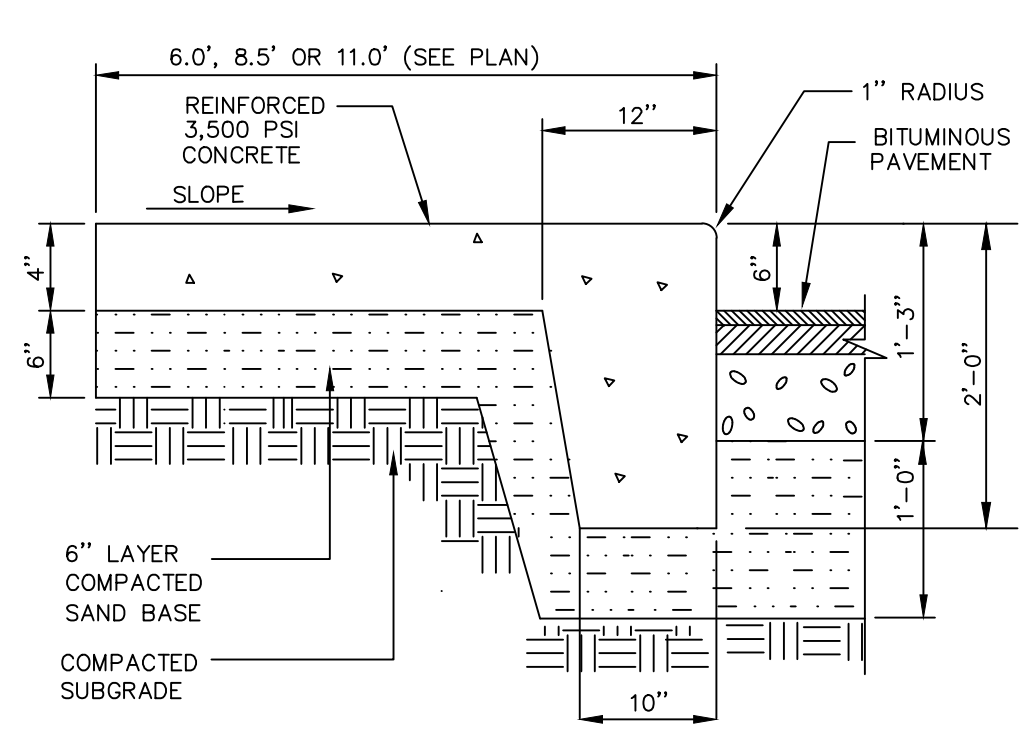 6.0', 8.5' OR 11.0' (SEE PLAN)
REINFORCED
3,500 PSI
CONCRETE
12"
1" RADIUS
BITUMINOUS
PAVEMENT
SLOPE
4"
6"
6"
1'-3"
2'-0"
1'-0"
6" LAYER
COMPACTED
SAND BASE
COMPACTED
SUBGRADE
10"